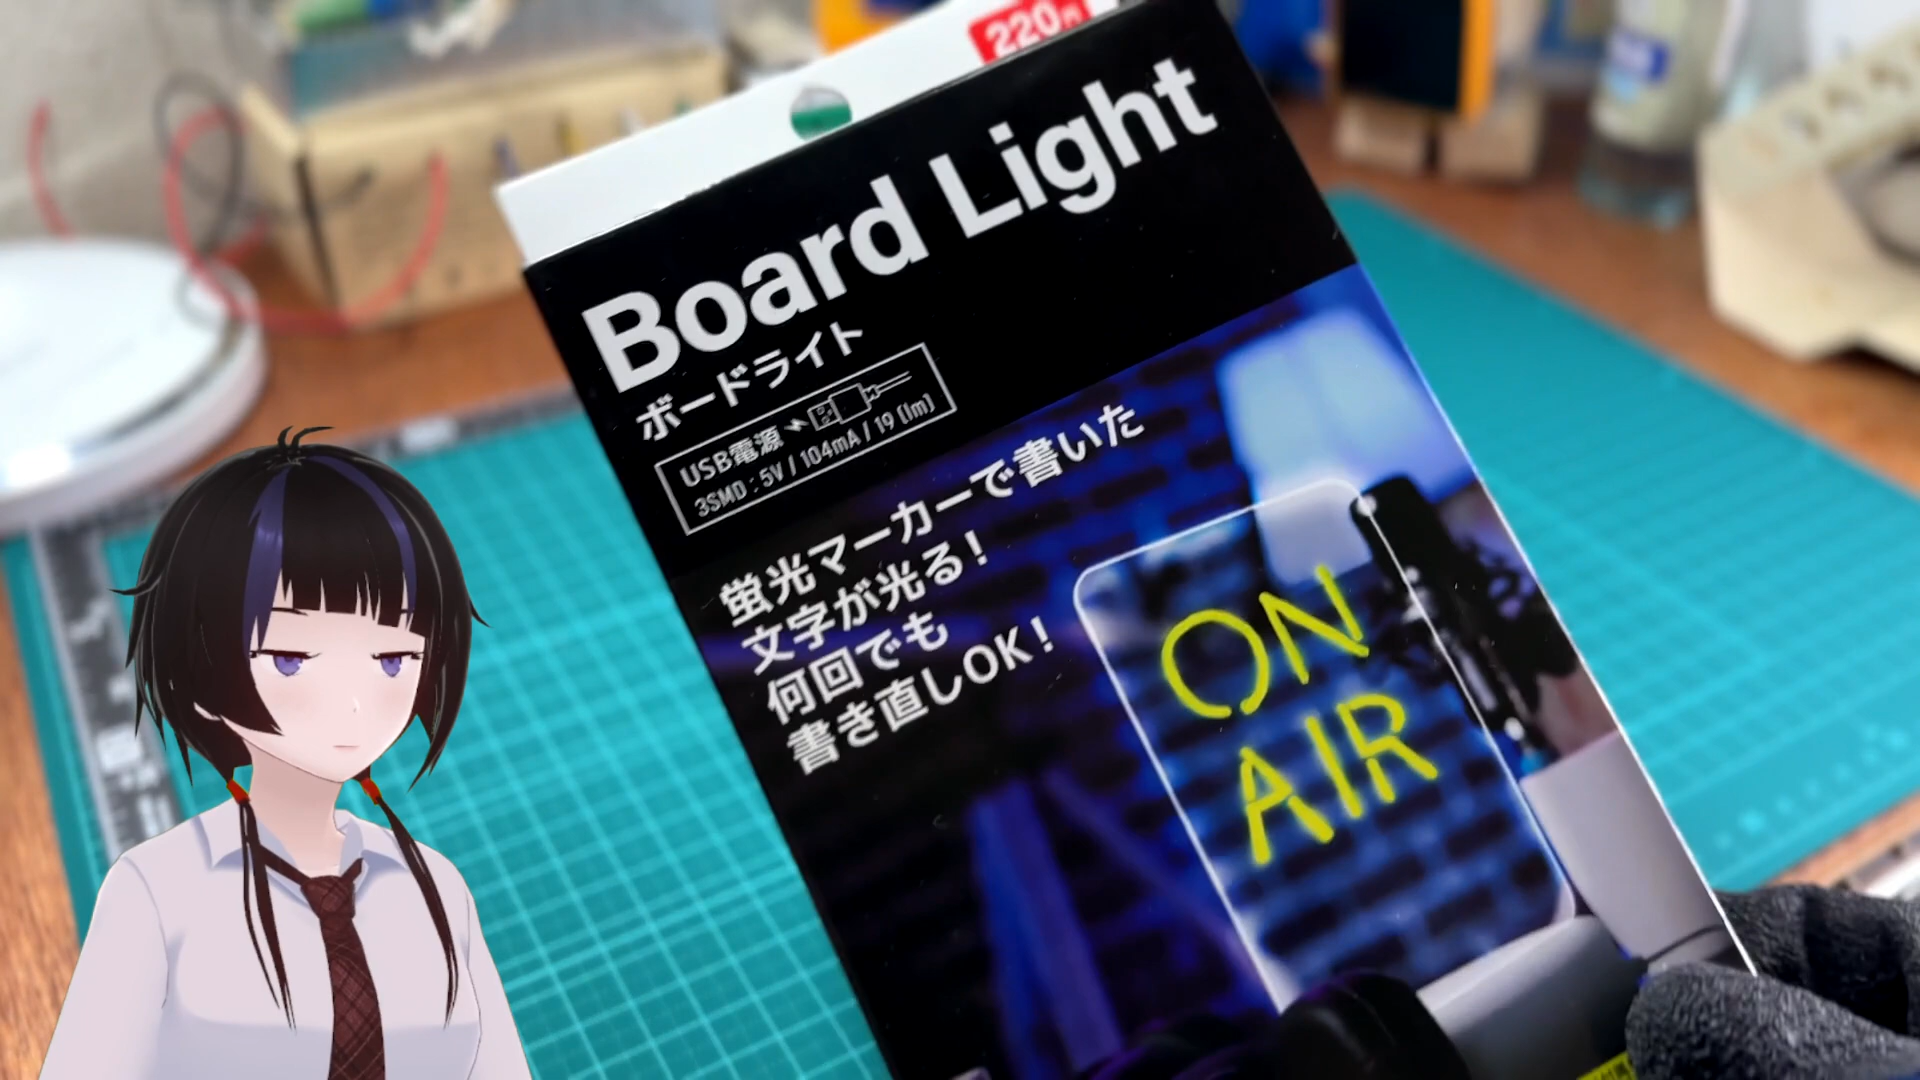 220円
Board Light
ボードライト
USB電源
3SMD : 5V / 104mA / 19 (lm)
蛍光マーカーで書いた
文字が光る!
何回でも
書き直しOK!
ON
AIR